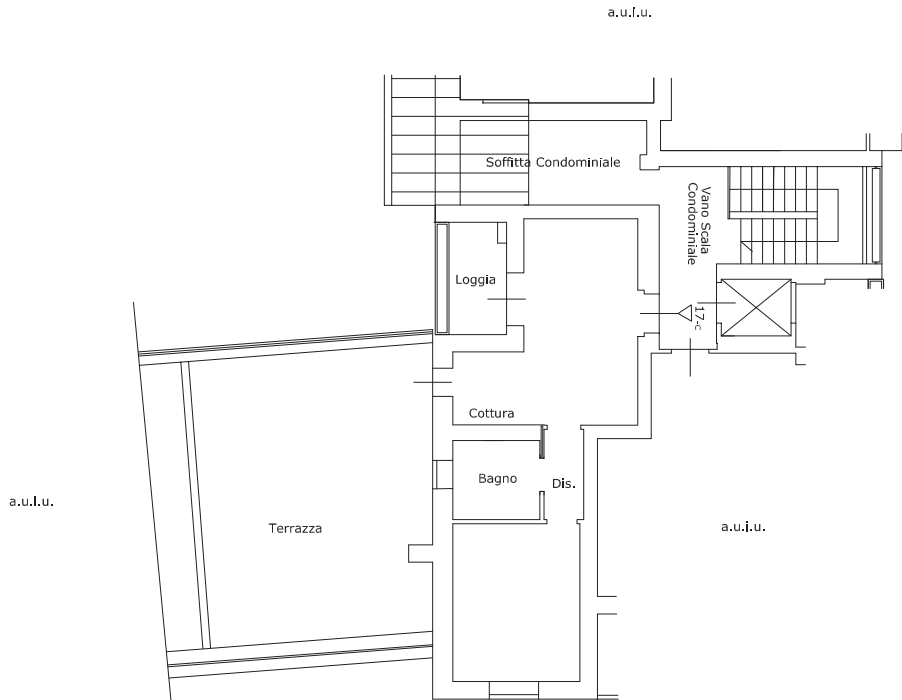 a.u.i.u.
Soffitta Condominiale
Vano Scala
Condominiale
Loggia
17-c
Cottura
Bagno
Dis.
a.u.i.u.
Terrazza
a.u.i.u.